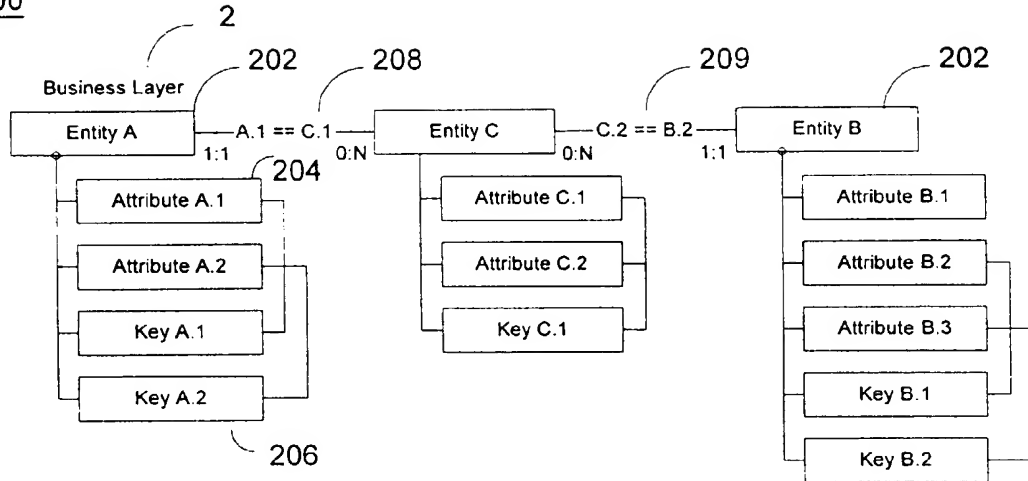 2
Business Layer
202
208
209
202
Entity A
A.1 == C.1
Entity C
C.2 == B.2
Entity B
1:1
0:N
0:N
1:1
204
Attribute A.1
Attribute C.1
Attribute B.1
Attribute A.2
Attribute C.2
Attribute B.2
Key A.1
Key C.1
Attribute B.3
Key A.2
Key B.1
206
Key B.2